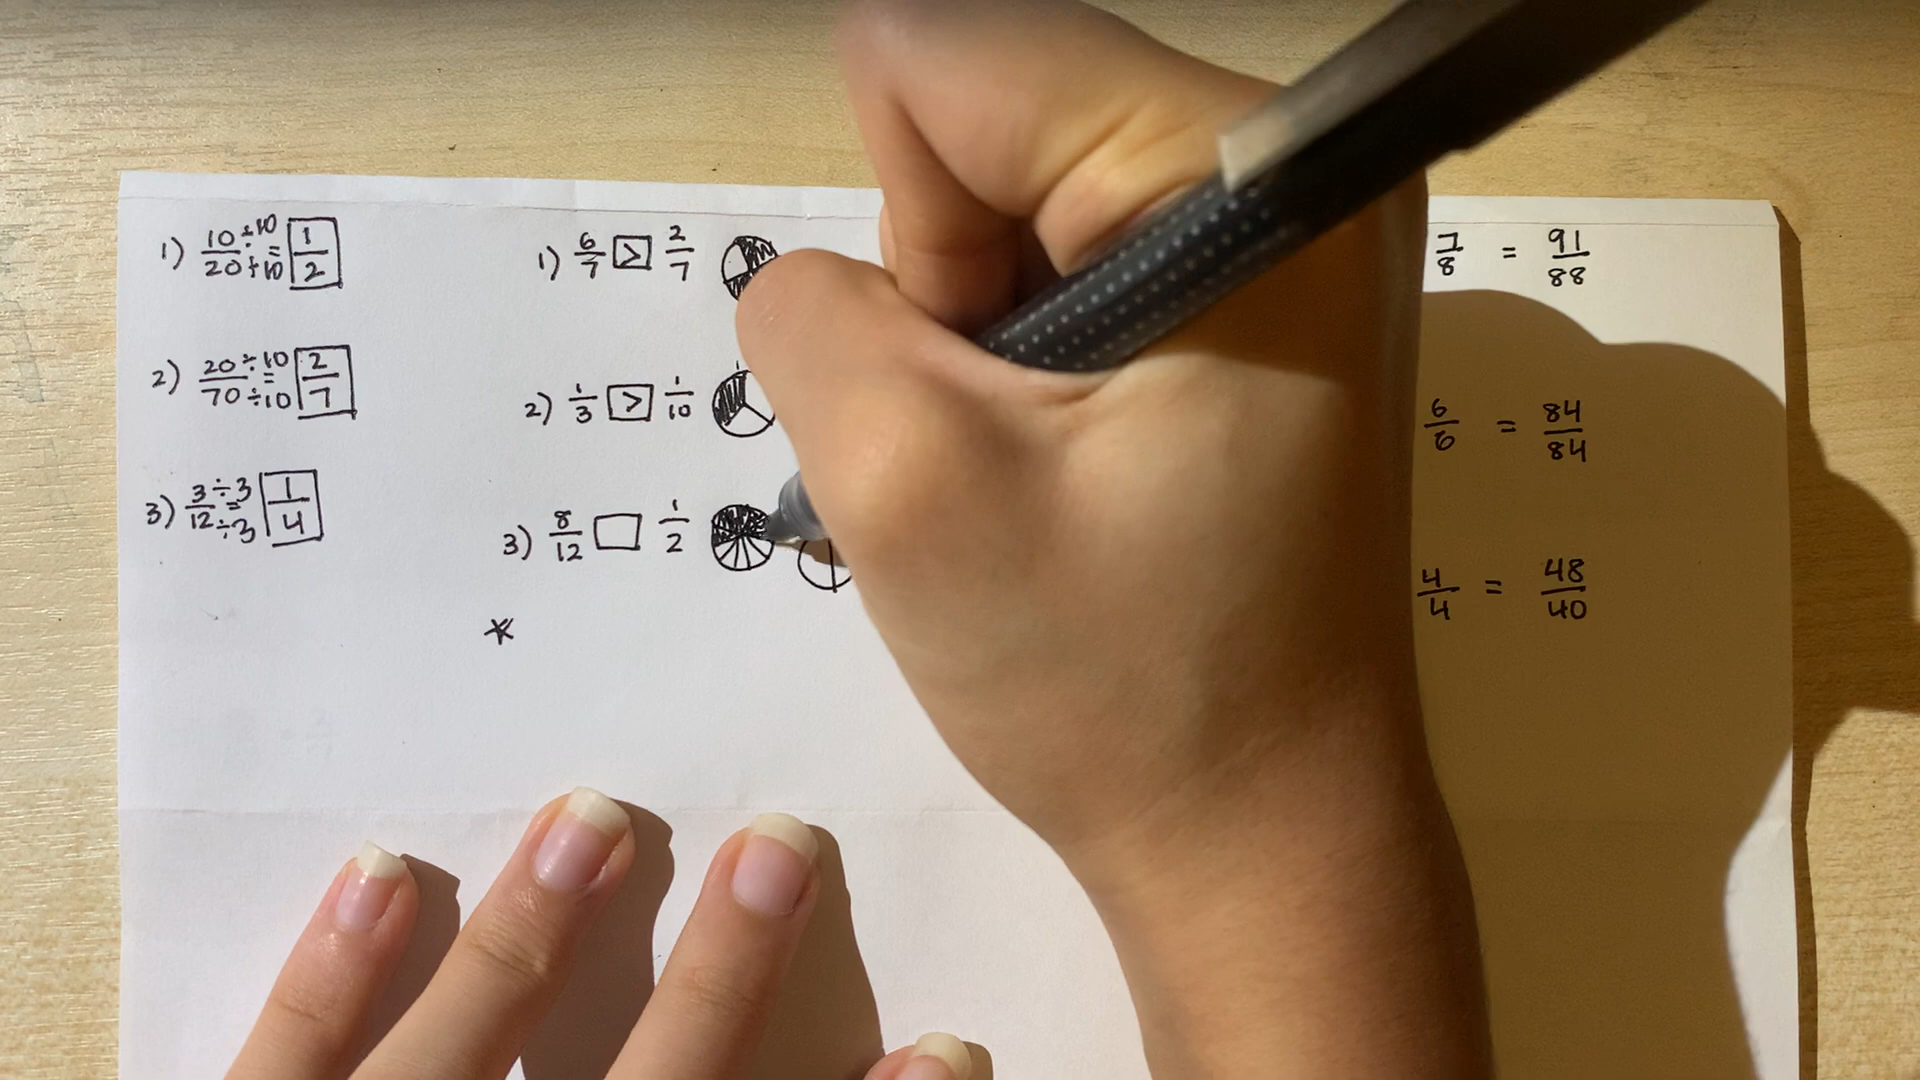 1) 10/20 ÷10/÷10 = 1/2
2) 20/70 ÷10/÷10 = 2/7
3) 3/12 ÷3/÷3 = 1/4
1) 6/7 > 2/7
2) 1/3 > 1/10
3) 8/12 □ 1/2
*
7/8 = 91/88
6/6 = 84/84
4/4 = 48/40